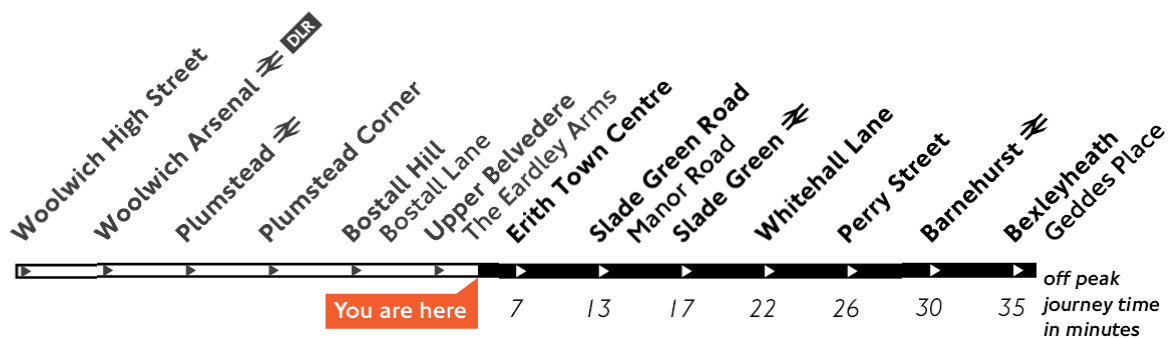 Woolwich High Street
Woolwich Arsenal DLR
Plumstead
Plumstead Corner
Bostall Hill
Bostall Lane
Upper Belvedere
The Eardley Arms
Erith Town Centre
Slade Green Road
Manor Road
Slade Green
Whitehall Lane
Perry Street
Barnehurst
Bexleyheath
Geddes Place
You are here
7 13 17 22 26 30 35
off peak
journey time
in minutes